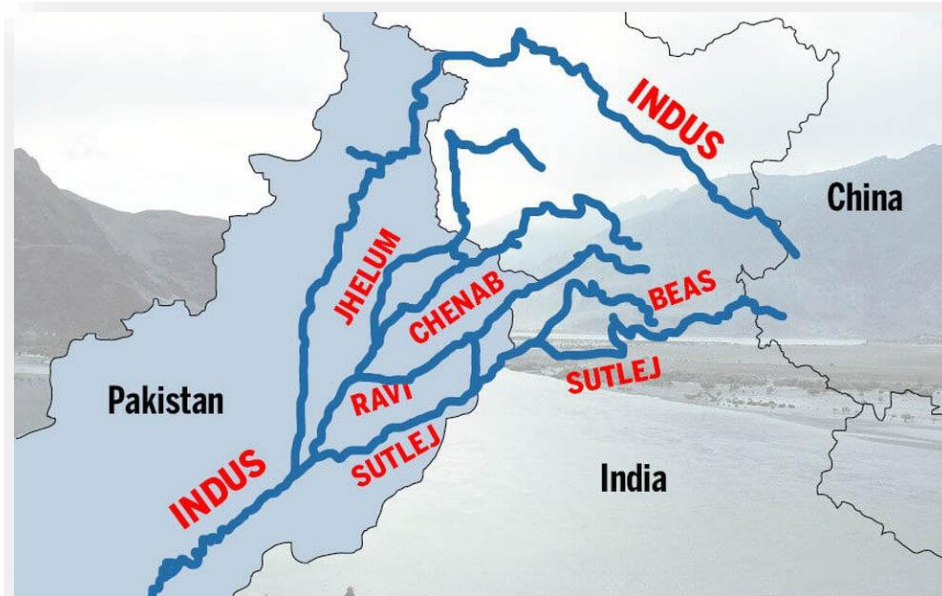 INDUS
China
JHELUM
CHENAB
BEAS
SUTLEJ
Pakistan
RAVI
SUTLEJ
INDUS
India